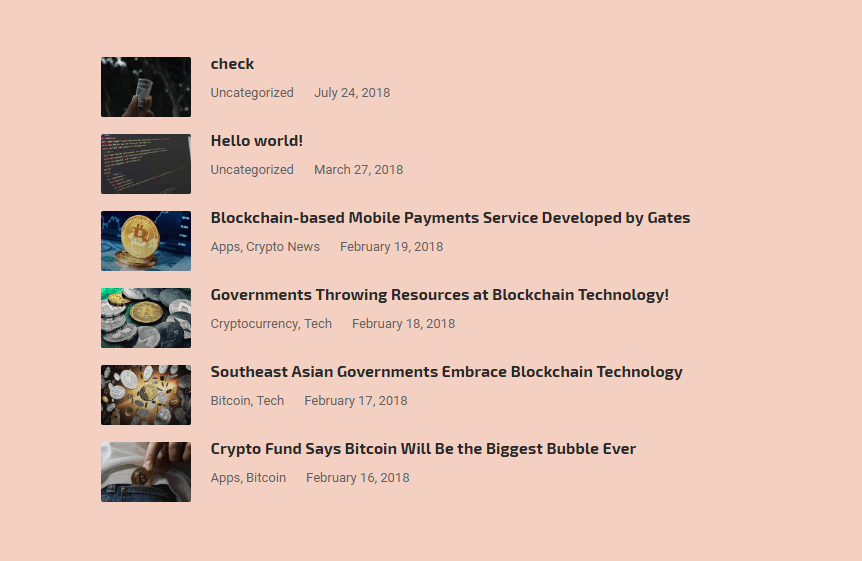 check
Uncategorized July 24, 2018
Hello world!
Uncategorized March 27, 2018
Blockchain-based Mobile Payments Service Developed by Gates
Apps, Crypto News February 19, 2018
Governments Throwing Resources at Blockchain Technology!
Cryptocurrency, Tech February 18, 2018
Southeast Asian Governments Embrace Blockchain Technology
Bitcoin, Tech February 17, 2018
Crypto Fund Says Bitcoin Will Be the Biggest Bubble Ever
Apps, Bitcoin February 16, 2018